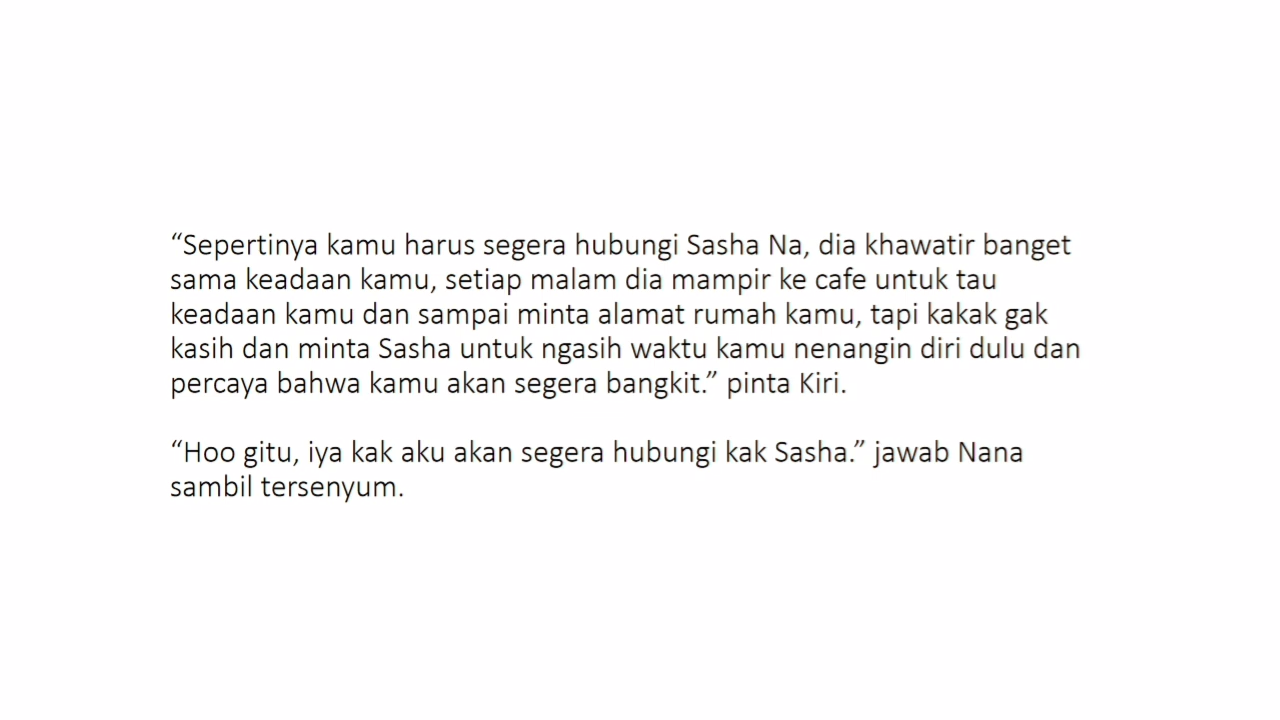 “Sepertinya kamu harus segera hubungi Sasha Na, dia khawatir banget
sama keadaan kamu, setiap malam dia mampir ke cafe untuk tau
keadaan kamu dan sampai minta alamat rumah kamu, tapi kakak gak
kasih dan minta Sasha untuk ngasih waktu kamu nenangin diri dulu dan
percaya bahwa kamu akan segera bangkit.” pinta Kiri.
“Hoo gitu, iya kak aku akan segera hubungi kak Sasha.” jawab Nana
sambil tersenyum.